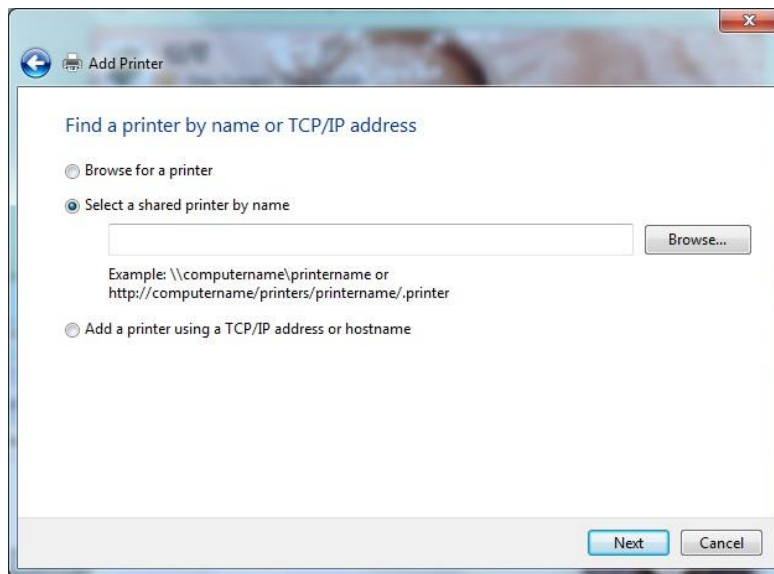 Add Printer
Find a printer by name or TCP/IP address
Browse for a printer
Select a shared printer by name
Browse...
Example: \\computername\printername or
http://computername/printers/printername/.printer
Add a printer using a TCP/IP address or hostname
Next
Cancel